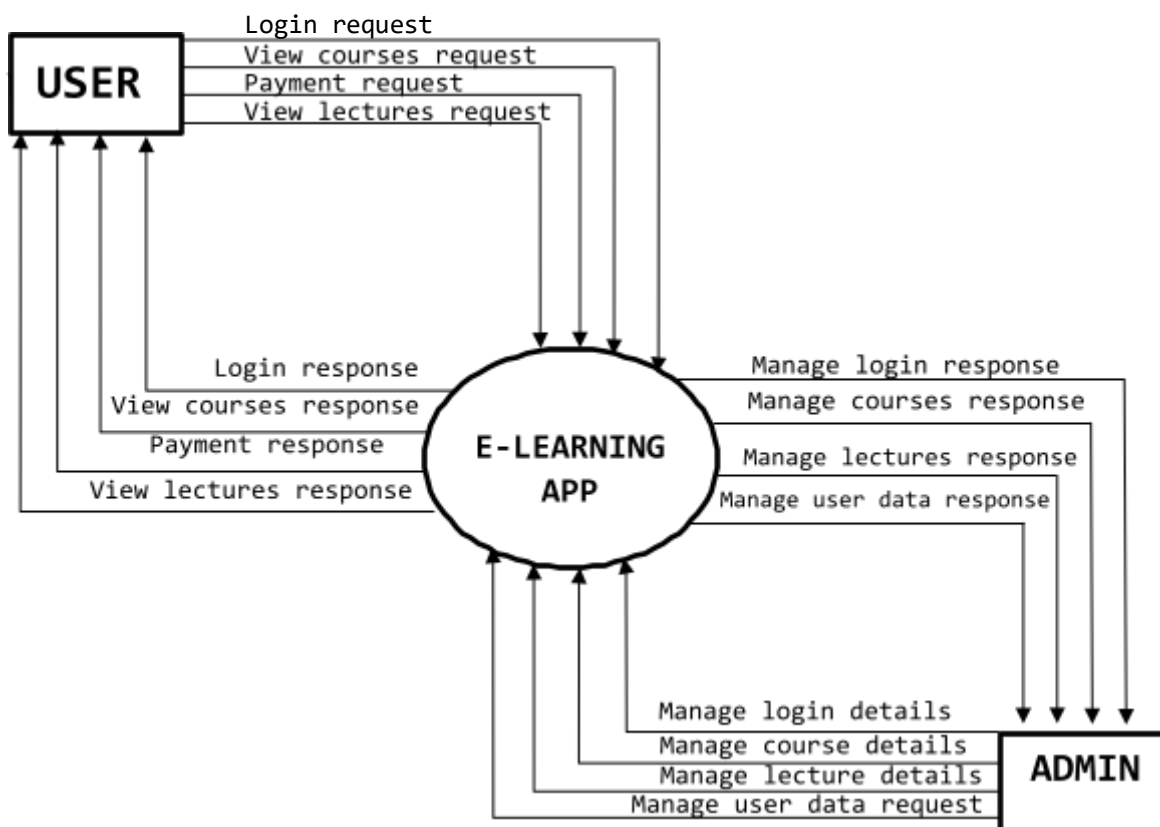 Login request
View courses request
USER
Payment request
View lectures request
Login response
Manage login response
View courses response
Manage courses response
Payment response
E-LEARNING
APP
Manage lectures response
View lectures response
Manage user data response
Manage login details
Manage course details
ADMIN
Manage lecture details
Manage user data request